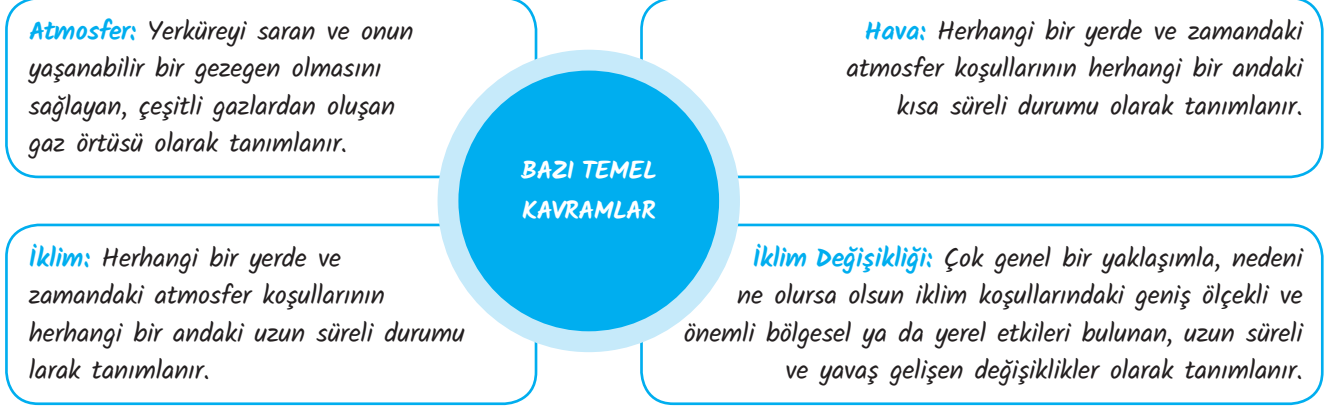 Atmosfer: Yerküreyi saran ve onun
yaşanabilir bir gezegen olmasını
sağlayan, çeşitli gazlardan oluşan
gaz örtüsü olarak tanımlanır.
Hava: Herhangi bir yerde ve zamandaki
atmosfer koşullarının herhangi bir andaki
kısa süreli durumu olarak tanımlanır.
BAZI TEMEL
KAVRAMLAR
İklim: Herhangi bir yerde ve
zamandaki atmosfer koşullarının
herhangi bir andaki uzun süreli durumu
larak tanımlanır.
İklim Değişikliği: Çok genel bir yaklaşımla, nedeni
ne olursa olsun iklim koşullarındaki geniş ölçekli ve
önemli bölgesel ya da yerel etkileri bulunan, uzun süreli
ve yavaş gelişen değişiklikler olarak tanımlanır.